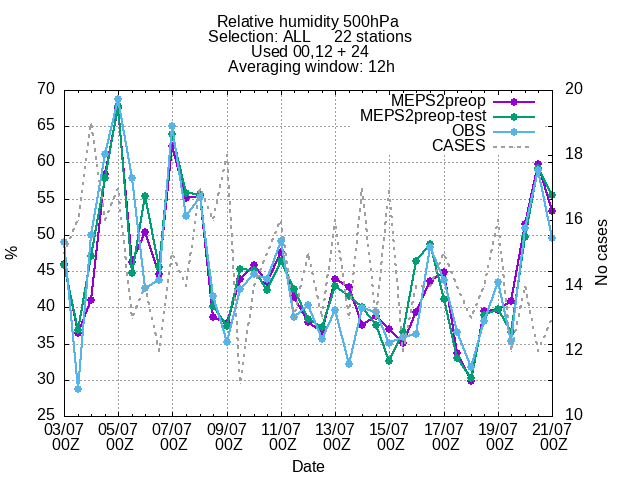 Relative humidity 500hPa
Selection: ALL 22 stations
Used 00,12 + 24
Averaging window: 12h
70
65
60
55
50
45
40
35
30
25
%
MEPS2preop
MEPS2preop-test
OBS
CASES
20
18
16
14
12
10
No cases
03/07 05/07 07/07 09/07 11/07 13/07 15/07 17/07 19/07 21/07
00Z 00Z 00Z 00Z 00Z 00Z 00Z 00Z 00Z 00Z
Date